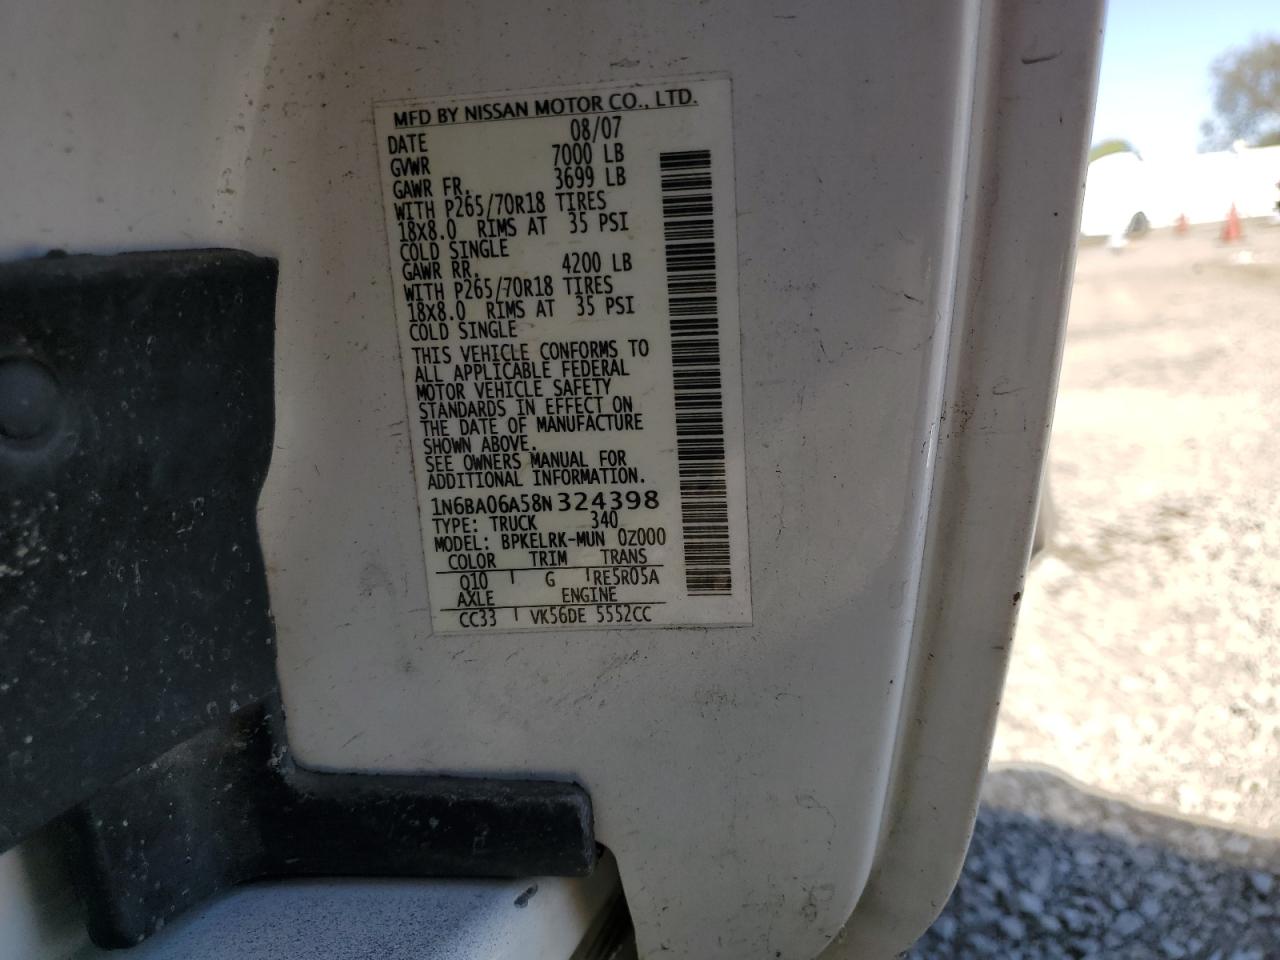 MFD BY NISSAN MOTOR CO., LTD.
DATE 08/07
GVWR 7000 LB
GAWR FR. 3699 LB
WITH P265/70R18 TIRES
18X8.0 RIMS AT 35 PSI
COLD SINGLE
GAWR RR. 4200 LB
WITH P265/70R18 TIRES
18X8.0 RIMS AT 35 PSI
COLD SINGLE
THIS VEHICLE CONFORMS TO
ALL APPLICABLE FEDERAL
MOTOR VEHICLE SAFETY
STANDARDS IN EFFECT ON
THE DATE OF MANUFACTURE
SHOWN ABOVE.
SEE OWNERS MANUAL FOR
ADDITIONAL INFORMATION.
1N6BA06A58N324398
TYPE: TRUCK 340
MODEL: BPKELRK-MUN 0Z000
COLOR TRIM TRANS
Q10 G RE5R05A
AXLE ENGINE
CC33 VK56DE 5552CC